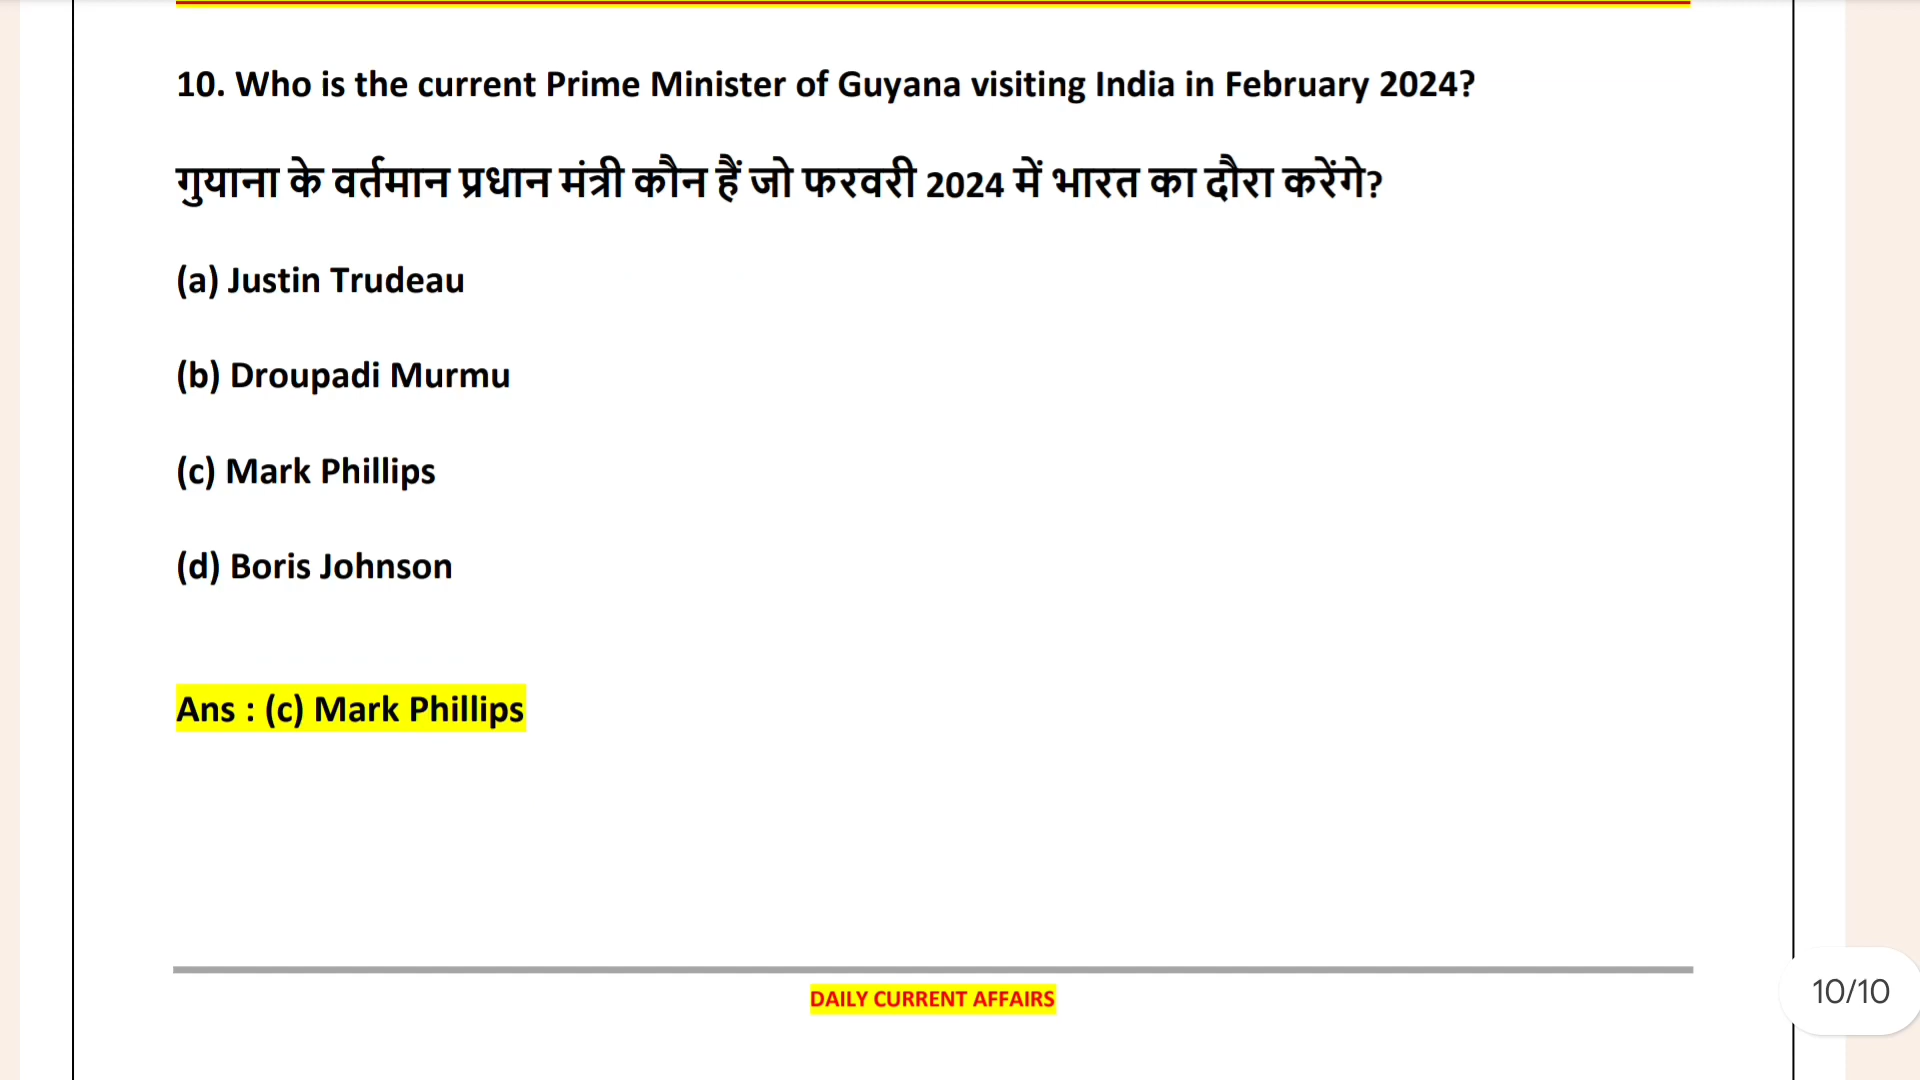 10. Who is the current Prime Minister of Guyana visiting India in February 2024?
गुयाना के वर्तमान प्रधान मंत्री कौन हैं जो फरवरी 2024 में भारत का दौरा करेंगे?
(a) Justin Trudeau
(b) Droupadi Murmu
(c) Mark Phillips
(d) Boris Johnson
Ans : (c) Mark Phillips
DAILY CURRENT AFFAIRS
10/10